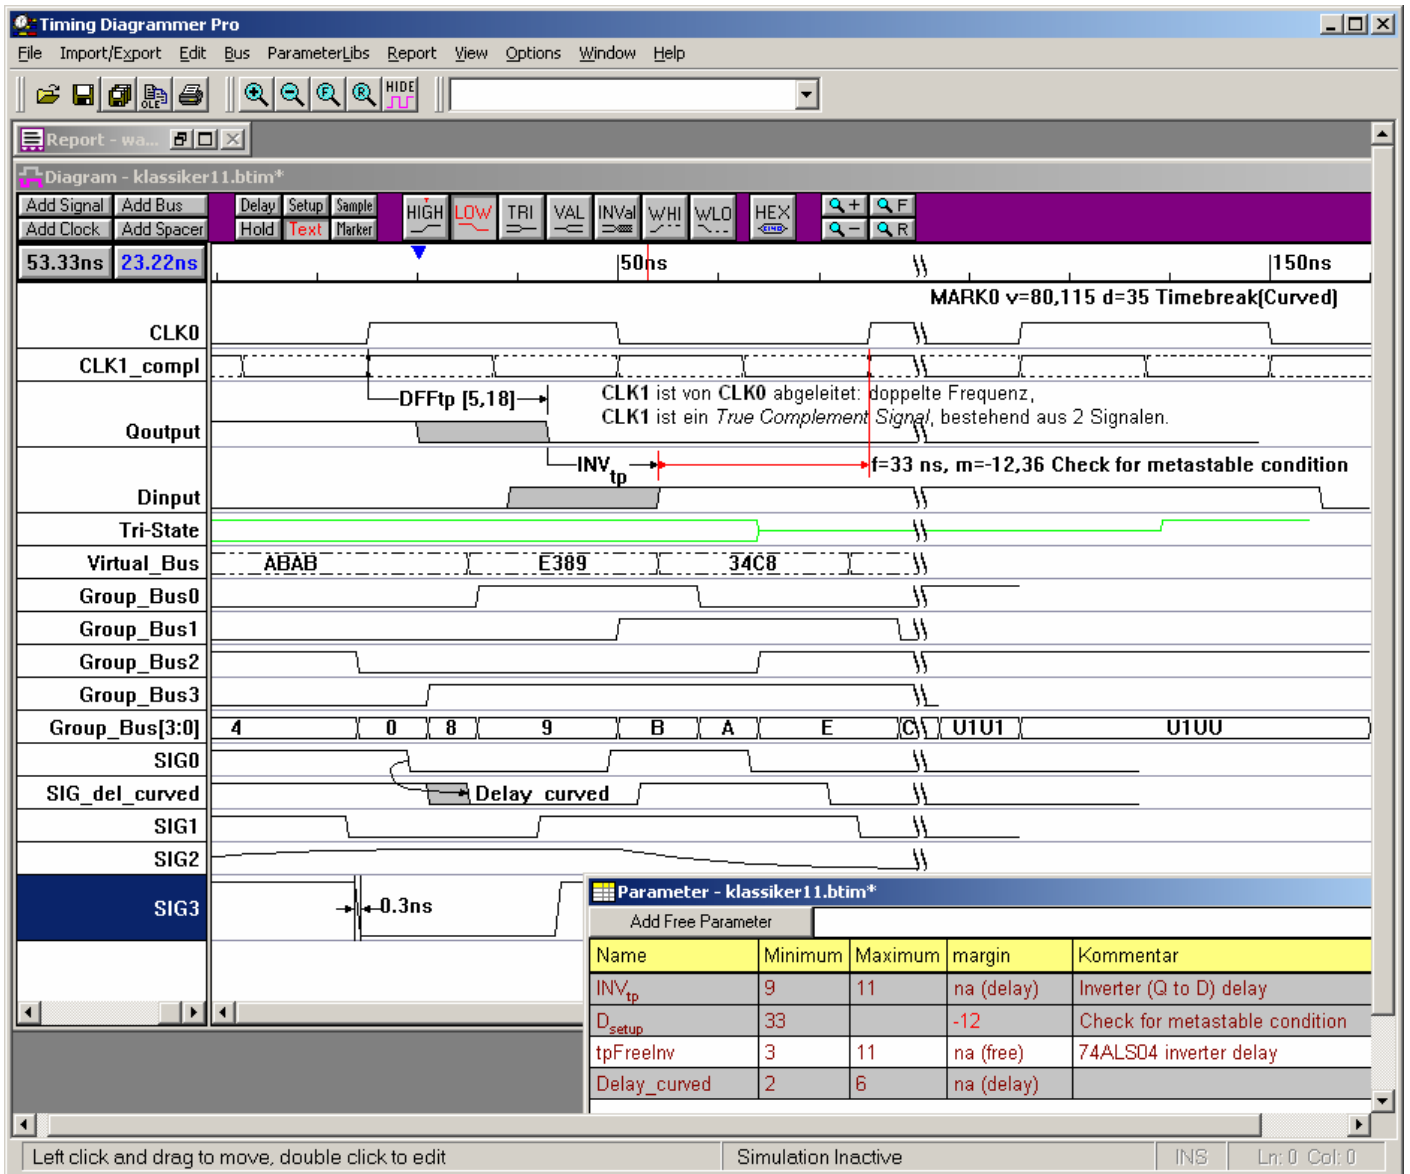 Timing Diagrammer Pro
File Import/Export Edit Bus ParameterLibs Report View Options Window Help
OLE
HIDE
Report - wa...
Diagram - klassiker11.btim*
Add Signal Add Bus Delay Setup Sample HIGH LOW TRI VAL INVal WHI WLO HEX + F
Add Clock Add Spacer Hold Text Marker - R
53.33ns 23.22ns 50ns 150ns
MARK0 v=80,115 d=35 Timebreak(Curved)
CLK0
CLK1_compl
DFFtp [5,18] CLK1 ist von CLK0 abgeleitet: doppelte Frequenz,
CLK1 ist ein True Complement Signal, bestehend aus 2 Signalen.
Qoutput
INVtp f=33 ns, m=-12,36 Check for metastable condition
Dinput
Tri-State
Virtual_Bus ABAB E389 34C8
Group_Bus0
Group_Bus1
Group_Bus2
Group_Bus3
Group_Bus[3:0] 4 0 8 9 B A E C U1U1 U1UU
SIG0
SIG_del_curved Delay_curved
SIG1
SIG2
SIG3 0.3ns
Parameter - klassiker11.btim*
Add Free Parameter
Name Minimum Maximum margin Kommentar
INVtp 9 11 na (delay) Inverter (Q to D) delay
Dsetup 33 -12 Check for metastable condition
tpFreeInv 3 11 na (free) 74ALS04 inverter delay
Delay_curved 2 6 na (delay)
Left click and drag to move, double click to edit Simulation Inactive INS Ln: 0 Col: 0